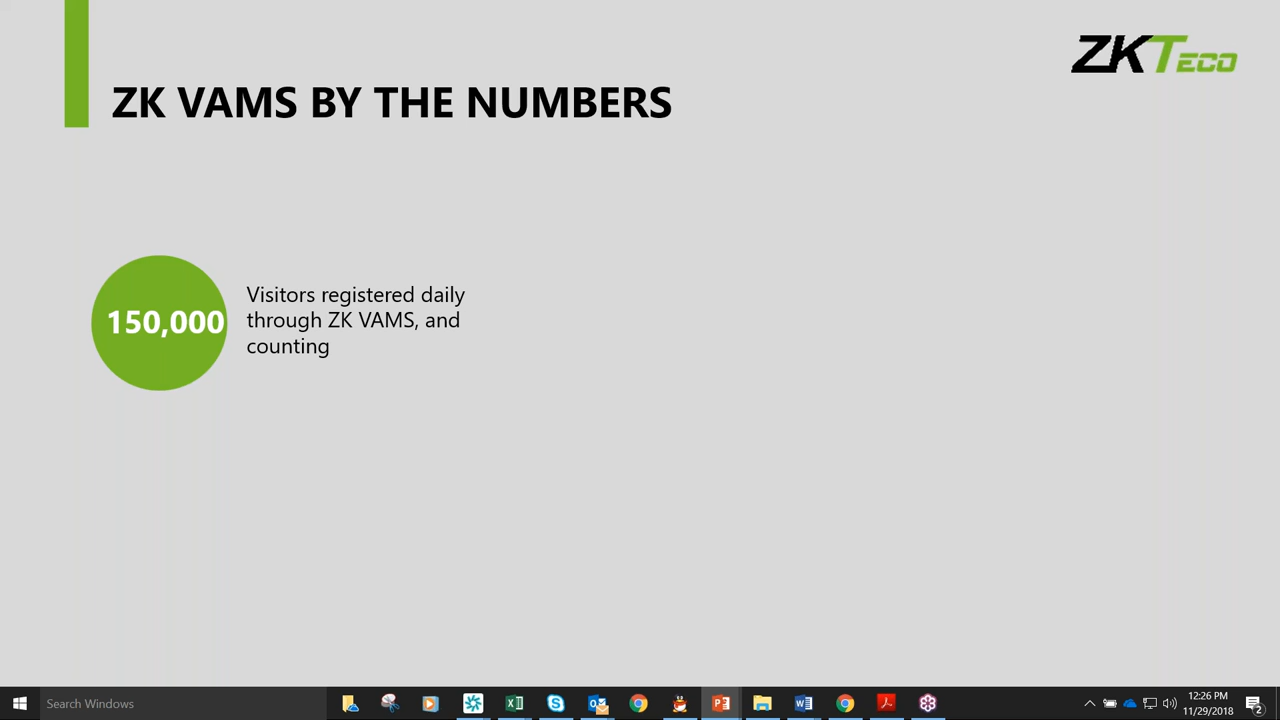 ZKTECO
ZK VAMS BY THE NUMBERS
150,000
Visitors registered daily
through ZK VAMS, and
counting
Search Windows
12:26 PM
11/29/2018
2